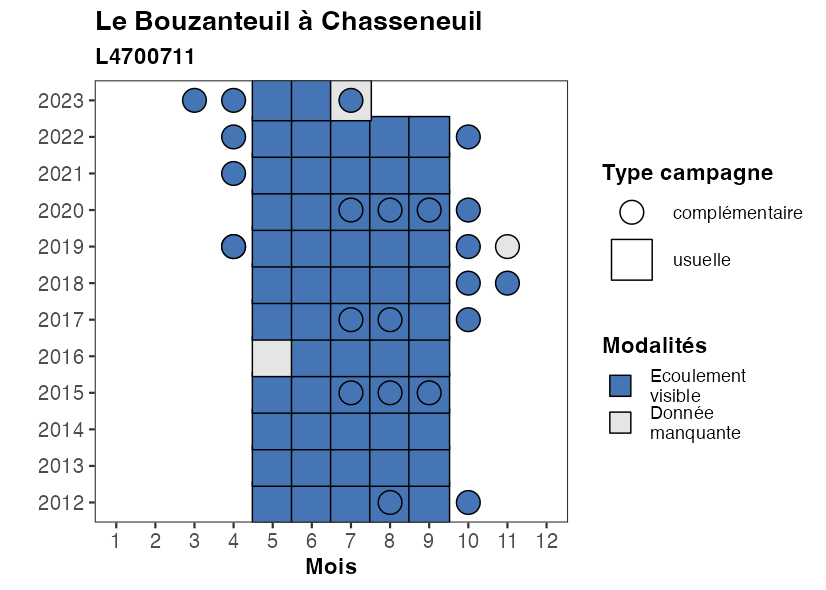 Le Bouzanteuil à Chasseneuil
L4700711
2023
2022
2021
2020
2019
2018
2017
2016
2015
2014
2013
2012
1 2 3 4 5 6 7 8 9 10 11 12
Mois
Type campagne
complémentaire
usuelle
Modalités
Ecoulement
visible
Donnée
manquante